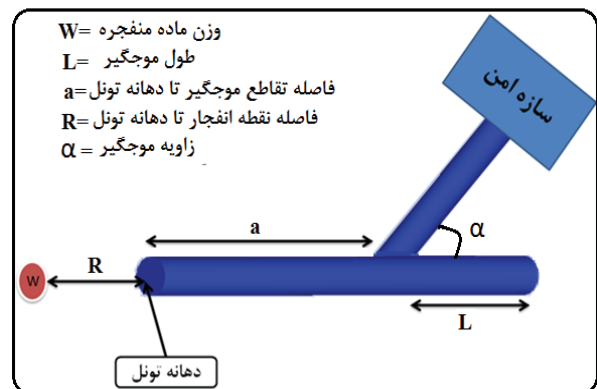 W= وزن ماده منفجره
L= طول موجگیر
a= فاصله تقاطع موجگیر تا دهانه تونل
R= فاصله نقطه انفجار تا دهانه تونل
α = زاویه موجگیر
سازه امن
α
a
R
W
L
دهانه تونل